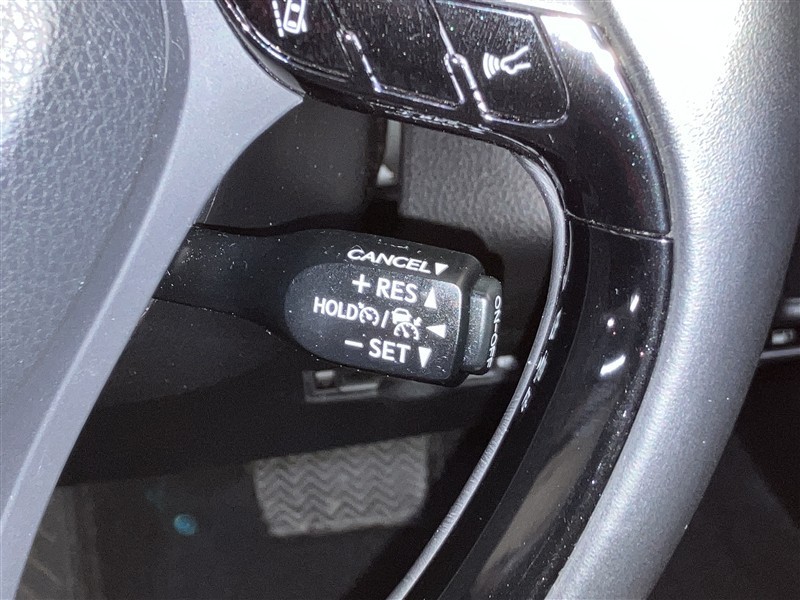 CANCEL▼
+ RES ▲
HOLD / ◄
− SET ▼
ON-OFF